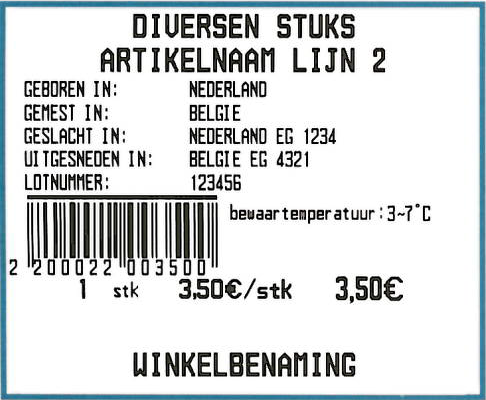 DIVERSEN STUKS
ARTIKELNAAM LIJN 2
GEBOREN IN: NEDERLAND
GEMEST IN: BELGIE
GESLACHT IN: NEDERLAND EG 1234
UITGESNEDEN IN: BELGIE EG 4321
LOTNUMMER: 123456
bewaartemperatuur:3~7°C
2 200022 003500
1 stk 3,50€/stk 3,50€
WINKELBENAMING